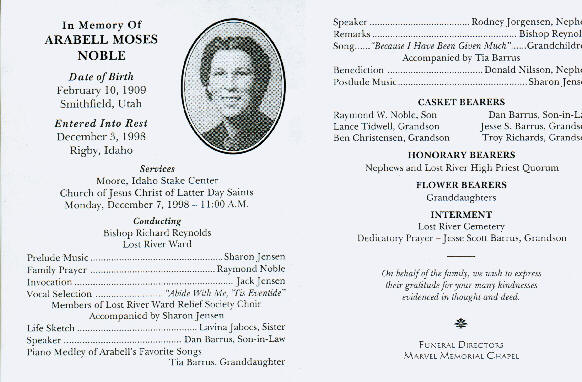 In Memory Of
ARABELL MOSES
NOBLE
Date of Birth
February 10, 1909
Smithfield, Utah
Entered Into Rest
December 3, 1998
Rigby, Idaho
Services
Moore, Idaho Stake Center
Church of Jesus Christ of Latter Day Saints
Monday, December 7, 1998 – 11:00 A.M.
Conducting
Bishop Richard Reynolds
Lost River Ward
Prelude Music ..... Sharon Jensen
Family Prayer ..... Raymond Noble
Invocation ..... Jack Jensen
Vocal Selection ..... "Abide With Me, 'Tis Eventide"
Members of Lost River Ward Relief Society Choir
Accompanied by Sharon Jensen
Life Sketch ..... Lavina Jabocs, Sister
Speaker ..... Dan Barrus, Son-in-Law
Piano Medley of Arabell's Favorite Songs
Tia Barrus, Granddaughter
Speaker ..... Rodney Jorgensen, Nephe
Remarks ..... Bishop Reynol
Song ..... "Because I Have Been Given Much" ..... Grandchildre
Accompanied by Tia Barrus
Benediction ..... Donald Nilsson, Nephe
Postlude Music ..... Sharon Jens
CASKET BEARERS
Raymond W. Noble, Son Dan Barrus, Son-in-La
Lance Tidwell, Grandson Jesse S. Barrus, Grands
Ben Christensen, Grandson Troy Richards, Grands
HONORARY BEARERS
Nephews and Lost River High Priest Quorum
FLOWER BEARERS
Granddaughters
INTERMENT
Lost River Cemetery
Dedicatory Prayer – Jesse Scott Barrus, Grandson
On behalf of the family, we wish to express
their gratitude for your many kindnesses
evidenced in thought and deed.
FUNERAL DIRECTORS
MARVEL MEMORIAL CHAPEL